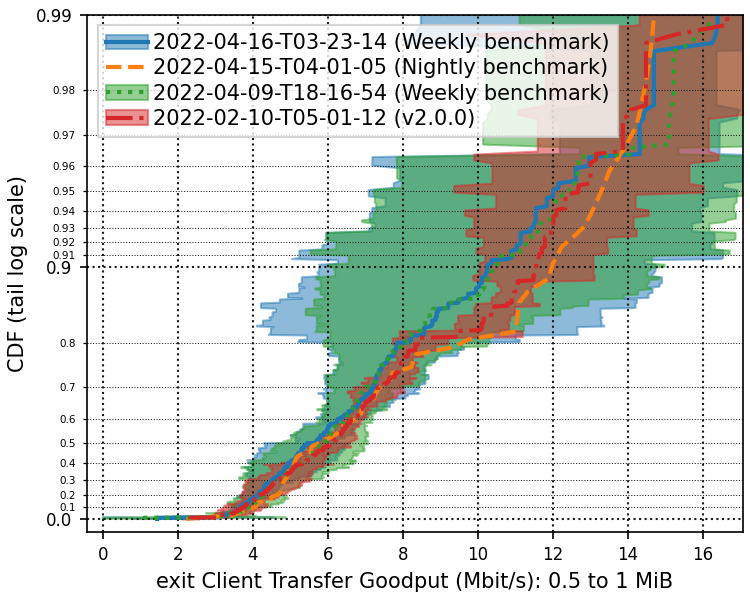 2022-04-16-T03-23-14 (Weekly benchmark)
2022-04-15-T04-01-05 (Nightly benchmark)
2022-04-09-T18-16-54 (Weekly benchmark)
2022-02-10-T05-01-12 (v2.0.0)
CDF (tail log scale)
0.99
0.98
0.97
0.96
0.95
0.94
0.93
0.92
0.91
0.9
0.8
0.7
0.6
0.5
0.4
0.3
0.2
0.1
0.0
0 2 4 6 8 10 12 14 16
exit Client Transfer Goodput (Mbit/s): 0.5 to 1 MiB